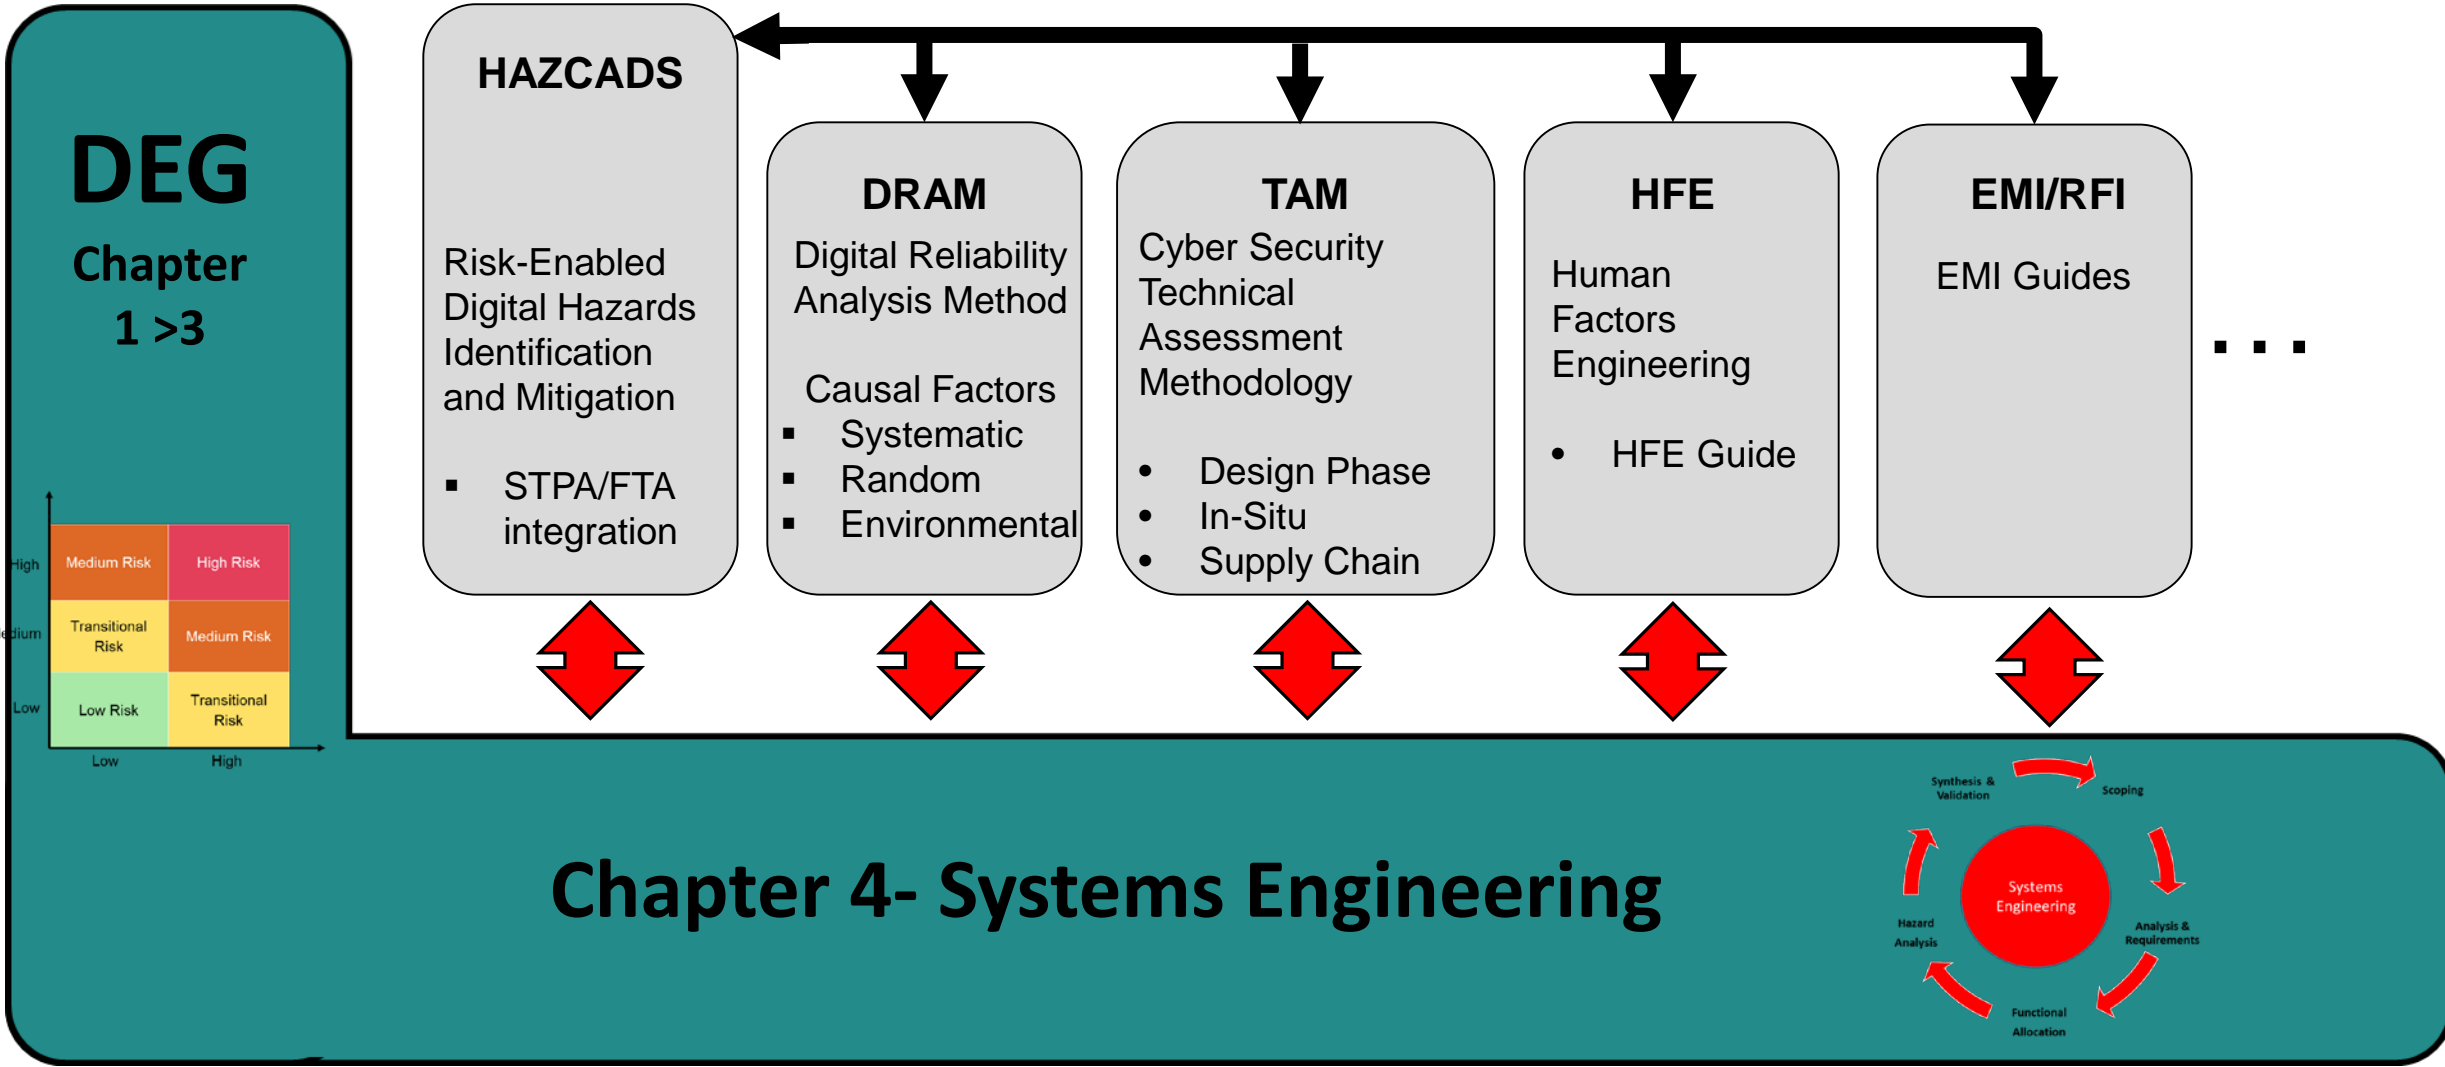 DEG
Chapter
1 >3
High
Medium Risk
High Risk
edium
Transitional
Risk
Medium Risk
Low
Low Risk
Transitional
Risk
Low
High
HAZCADS
Risk-Enabled
Digital Hazards
Identification
and Mitigation
▪ STPA/FTA
integration
DRAM
Digital Reliability
Analysis Method
Causal Factors
▪ Systematic
▪ Random
▪ Environmental
TAM
Cyber Security
Technical
Assessment
Methodology
• Design Phase
• In-Situ
• Supply Chain
HFE
Human
Factors
Engineering
• HFE Guide
EMI/RFI
EMI Guides
...
Chapter 4- Systems Engineering
Synthesis &
Validation
Scoping
Systems
Engineering
Analysis &
Requirements
Functional
Allocation
Hazard
Analysis